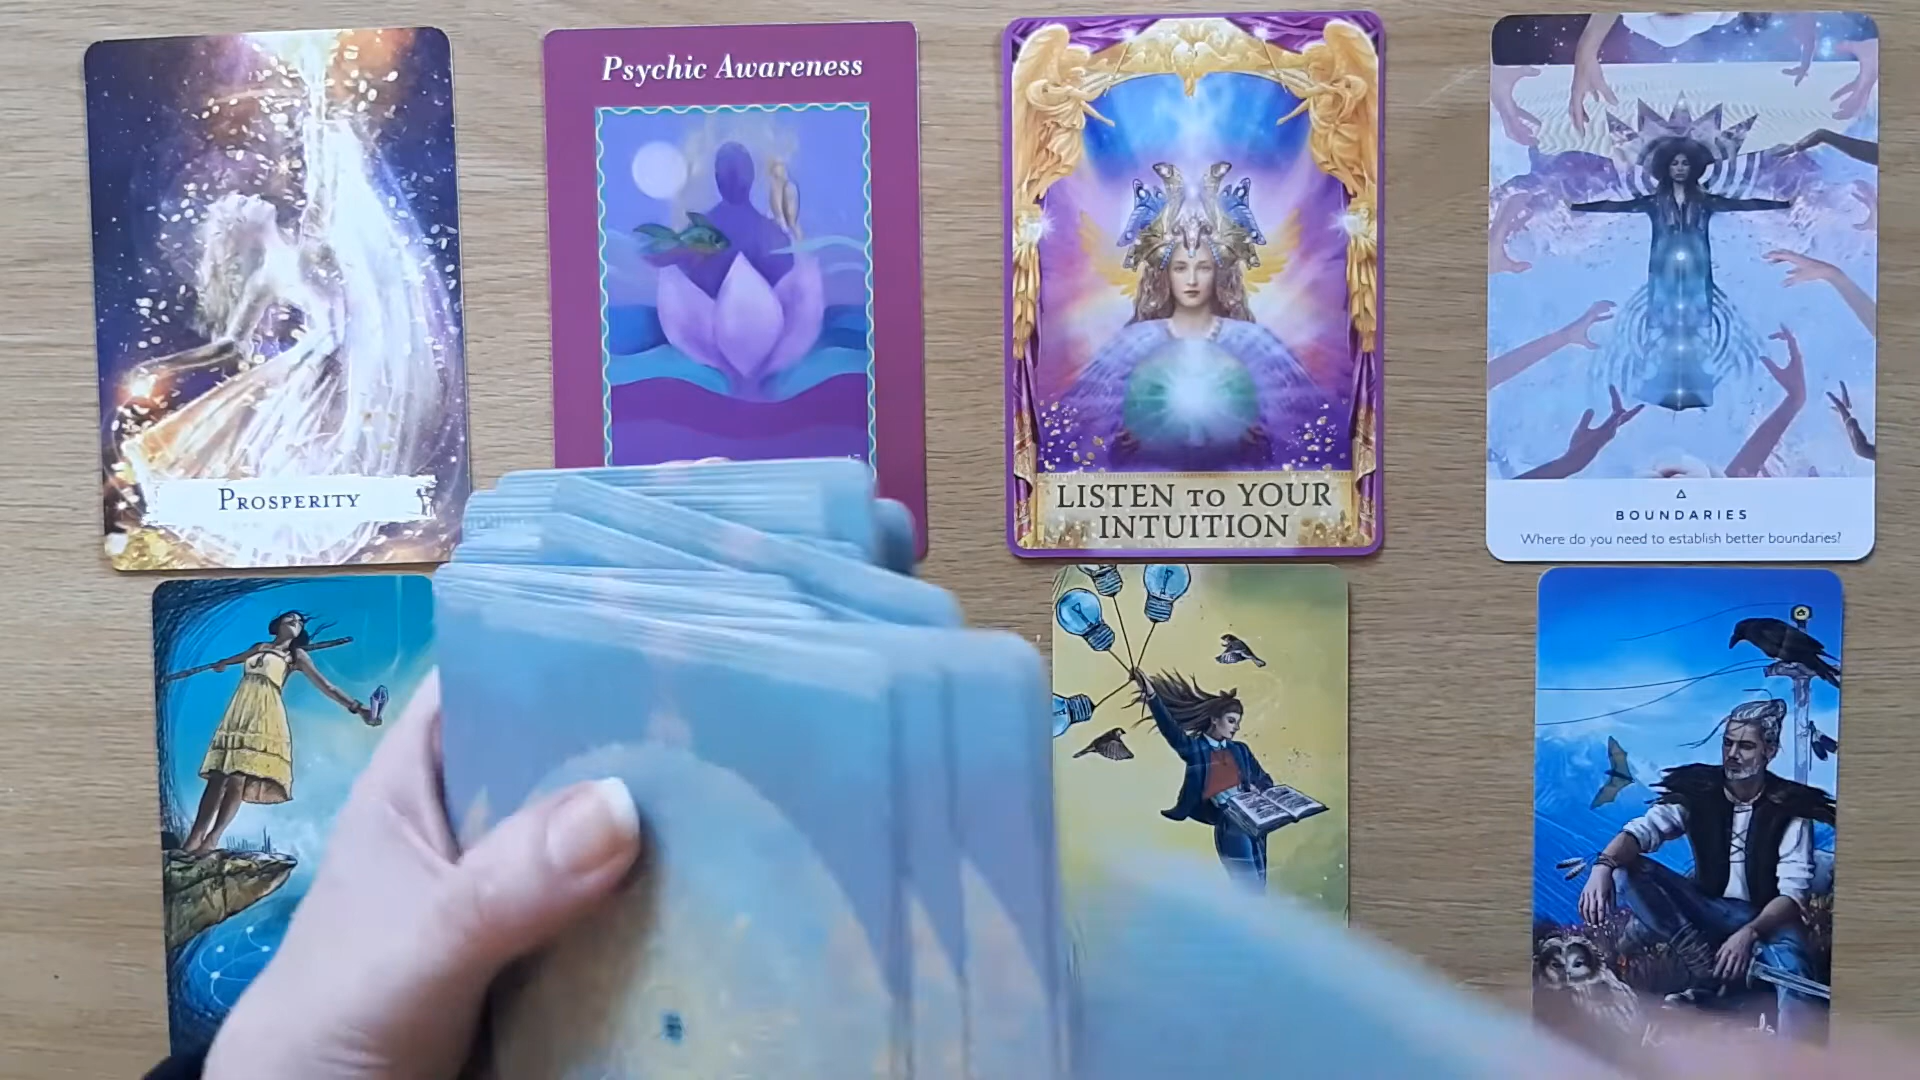 PROSPERITY
Psychic Awareness
LISTEN TO YOUR
INTUITION
BOUNDARIES
Where do you need to establish better boundaries?